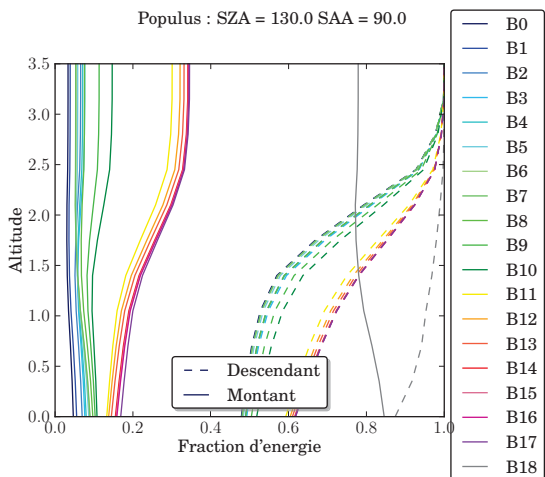 Populus : SZA = 130.0 SAA = 90.0
3.5
3.0
2.5
2.0
1.5
1.0
0.5
0.0
Altitude
0.0
0.2
0.4
0.6
0.8
1.0
Fraction d'energie
Descendant
Montant
B0
B1
B2
B3
B4
B5
B6
B7
B8
B9
B10
B11
B12
B13
B14
B15
B16
B17
B18